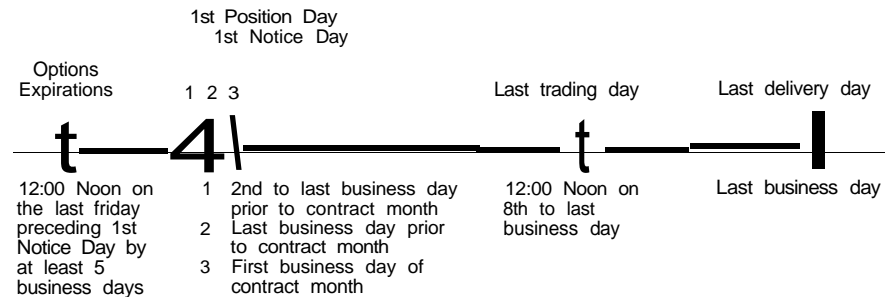 1st Position Day
1st Notice Day
Options
Expirations
1 2 3
Last trading day
Last delivery day
t
4
\
t
12:00 Noon on
the last friday
preceding 1st
Notice Day by
at least 5
business days
1 2nd to last business day
prior to contract month
2 Last business day prior
to contract month
3 First business day of
contract month
12:00 Noon on
8th to last
business day
Last business day